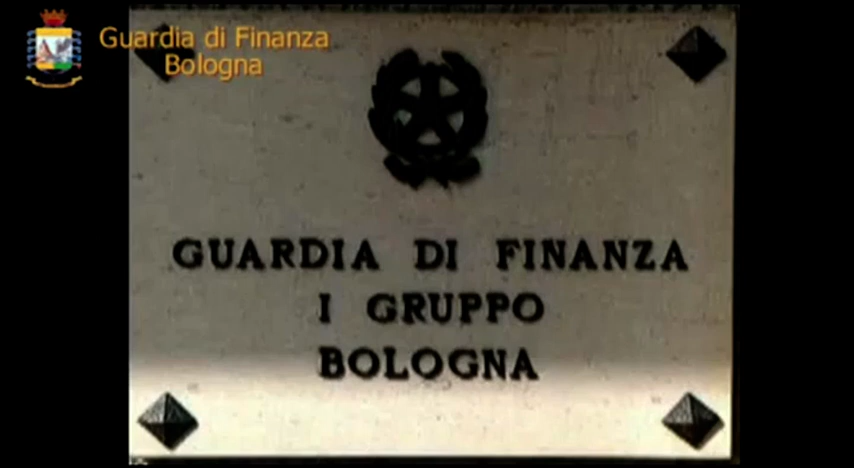 Guardia di Finanza
Bologna
GUARDIA DI FINANZA
I GRUPPO
BOLOGNA